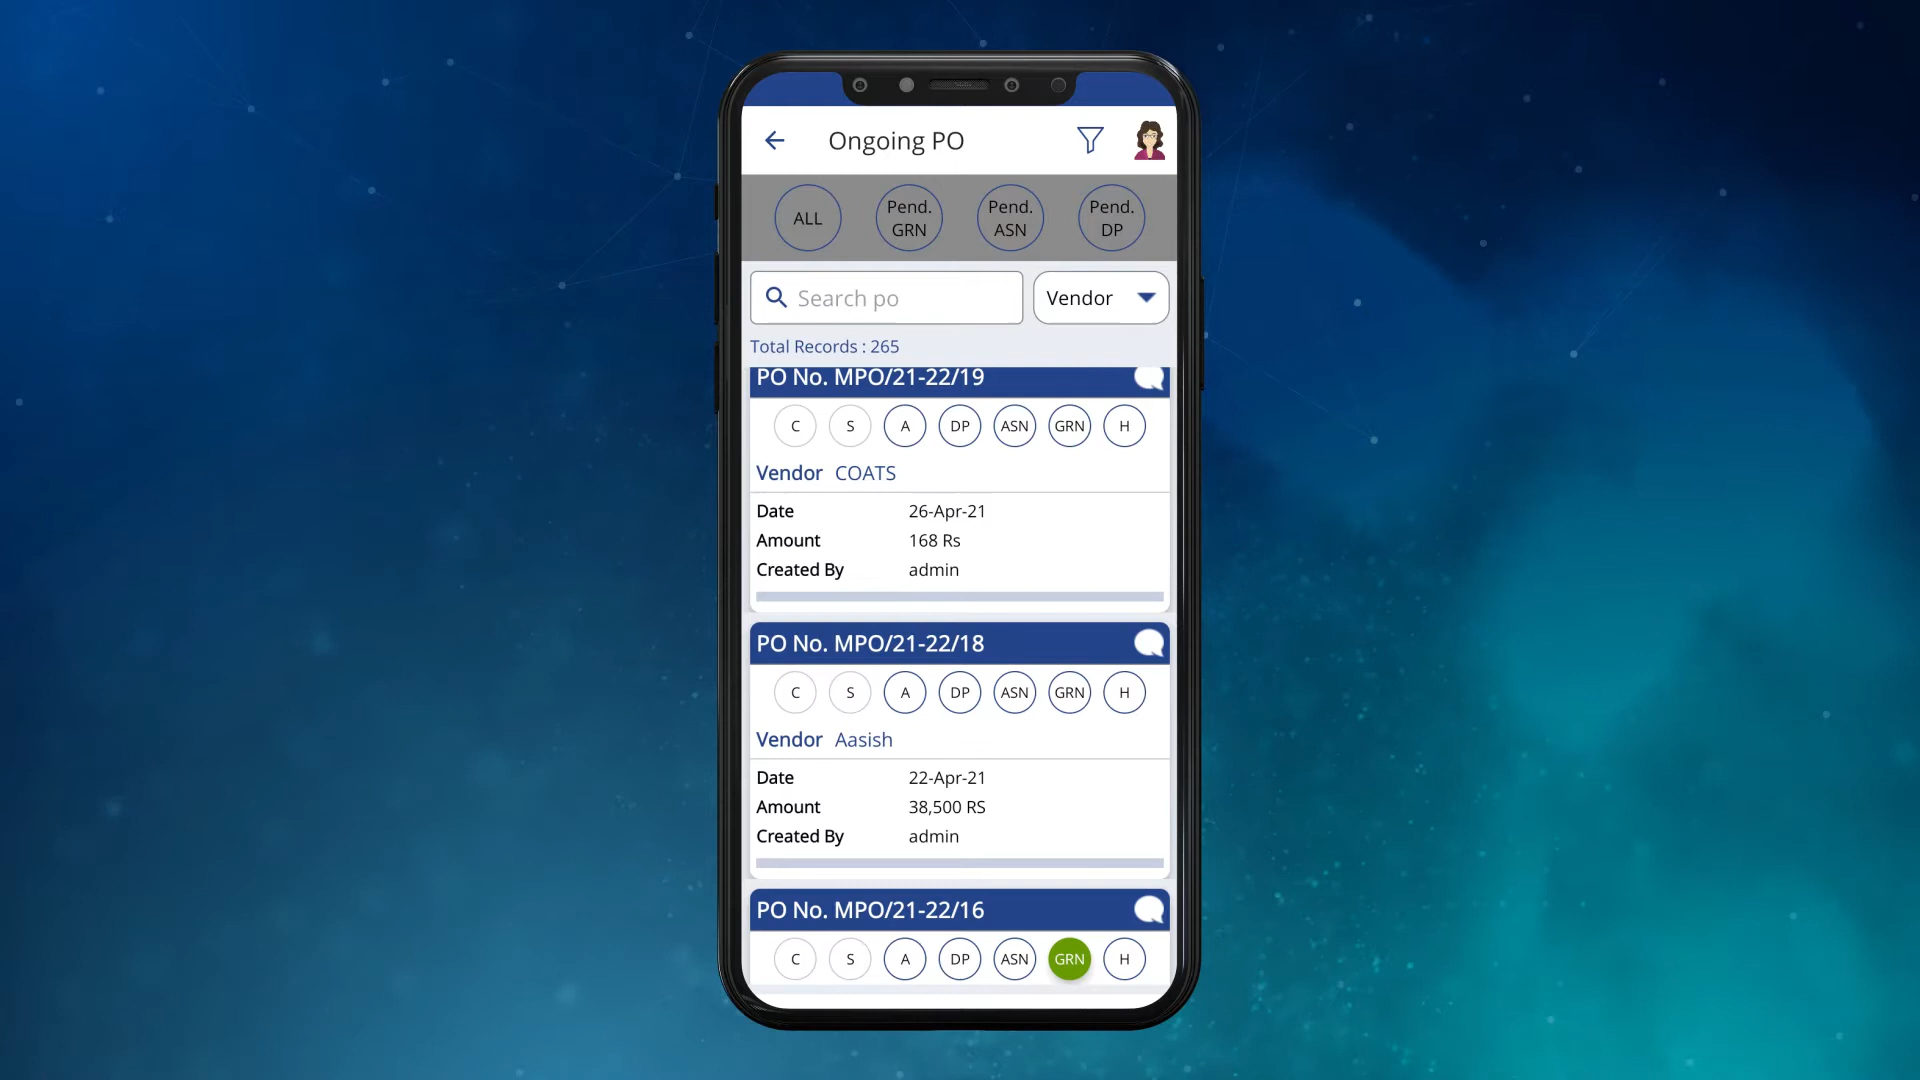 Ongoing PO
ALL
Pend. GRN
Pend. ASN
Pend. DP
Search po
Vendor
Total Records : 265
PO No. MPO/21-22/19
C S A DP ASN GRN H
Vendor COATS
Date 26-Apr-21
Amount 168 Rs
Created By admin
PO No. MPO/21-22/18
C S A DP ASN GRN H
Vendor Aasish
Date 22-Apr-21
Amount 38,500 RS
Created By admin
PO No. MPO/21-22/16
C S A DP ASN GRN H